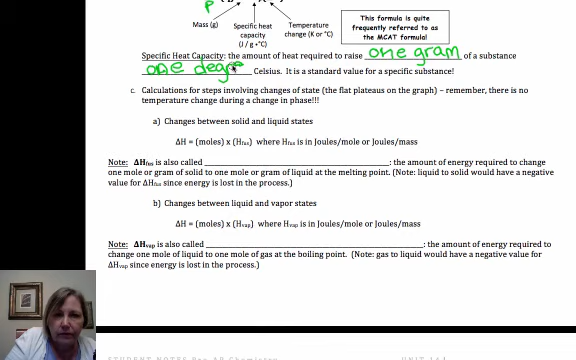 P
Mass (g)
Specific heat
capacity
(J / g •°C)
Temperature
change (K or °C)
This formula is quite
frequently referred to as
the MCAT formula!
Specific Heat Capacity: the amount of heat required to raise one gram of a substance
one degre Celsius. It is a standard value for a specific substance!
c. Calculations for steps involving changes of state (the flat plateaus on the graph) – remember, there is no
temperature change during a change in phase!!!
a) Changes between solid and liquid states
ΔH = (moles) x (Hfus) where Hfus is in Joules/mole or Joules/mass
Note: ΔHfus is also called ______________________________: the amount of energy required to change
one mole or gram of solid to one mole or gram of liquid at the melting point. (Note: liquid to solid would have a negative
value for ΔHfus since energy is lost in the process.)
b) Changes between liquid and vapor states
ΔH = (moles) x (Hvap) where Hvap is in Joules/mole or Joules/mass
Note: ΔHvap is also called ______________________________: the amount of energy required to
change one mole of liquid to one mole of gas at the boiling point. (Note: gas to liquid would have a negative value for
ΔHvap since energy is lost in the process.)